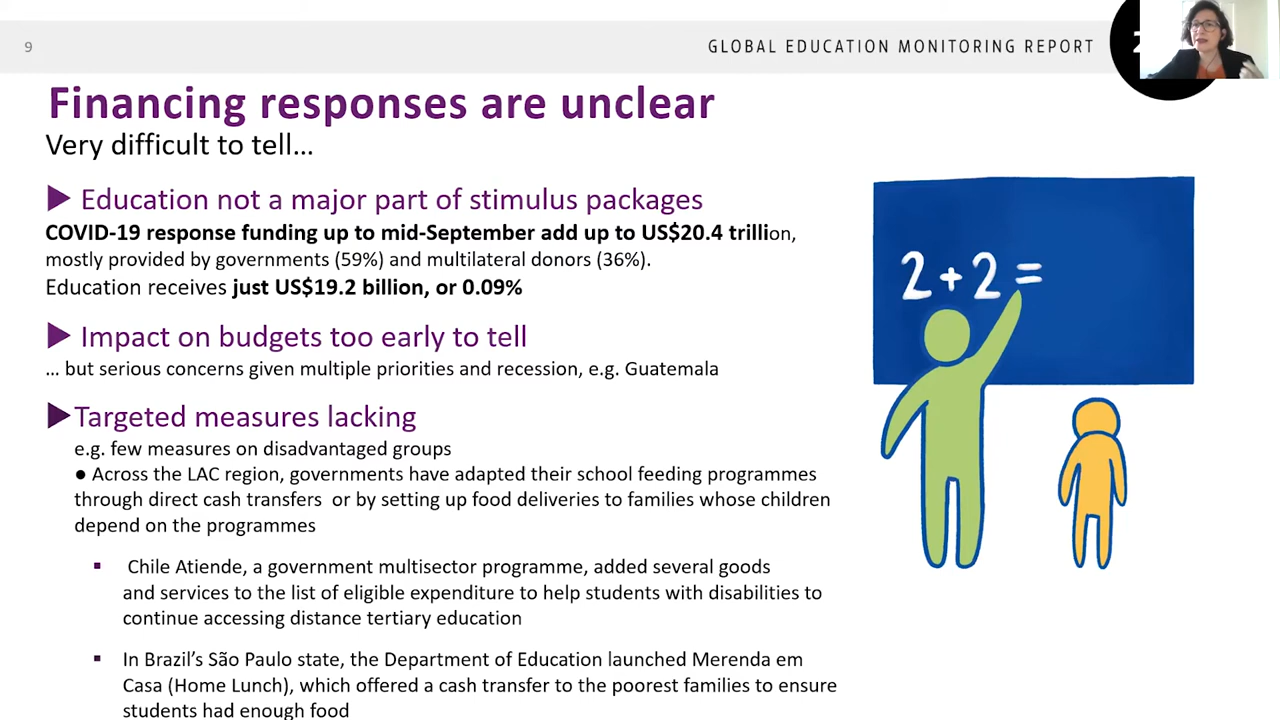 9
GLOBAL EDUCATION MONITORING REPORT
2
Financing responses are unclear
Very difficult to tell…
▶ Education not a major part of stimulus packages
COVID-19 response funding up to mid-September add up to US$20.4 trillion,
mostly provided by governments (59%) and multilateral donors (36%).
Education receives just US$19.2 billion, or 0.09%
▶ Impact on budgets too early to tell
… but serious concerns given multiple priorities and recession, e.g. Guatemala
▶Targeted measures lacking
e.g. few measures on disadvantaged groups
● Across the LAC region, governments have adapted their school feeding programmes
through direct cash transfers or by setting up food deliveries to families whose children
depend on the programmes
▪ Chile Atiende, a government multisector programme, added several goods
and services to the list of eligible expenditure to help students with disabilities to
continue accessing distance tertiary education
▪ In Brazil's São Paulo state, the Department of Education launched Merenda em
Casa (Home Lunch), which offered a cash transfer to the poorest families to ensure
students had enough food
2+2=